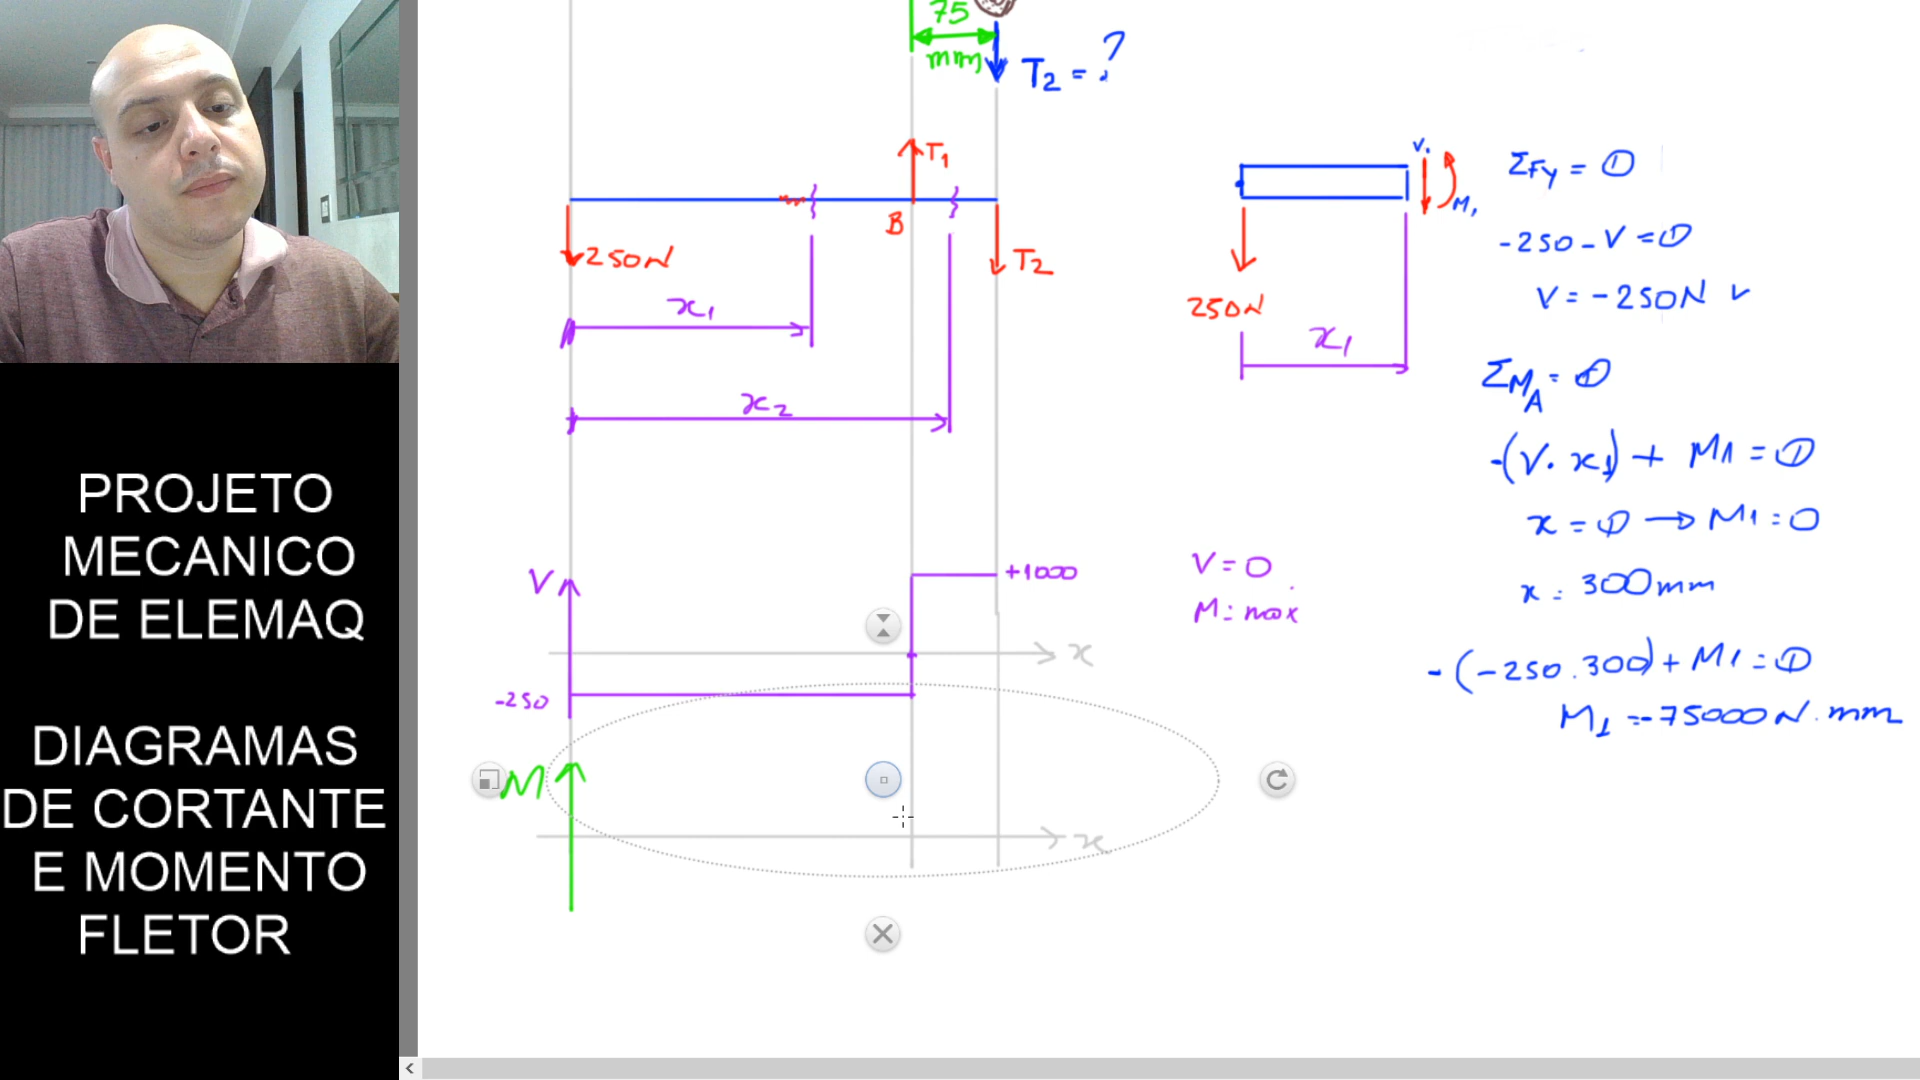 PROJETO
MECANICO
DE ELEMAQ
DIAGRAMAS
DE CORTANTE
E MOMENTO
FLETOR
75
mm
T2 = ?
T1
B
250N
T2
x1
x2
V
+1000
x
-250
M
x
V = 0
M = max
V1
M1
250N
x1
ΣFy = 0
-250 - V = 0
V = -250N
ΣMA = 0
-(V . x1) + M1 = 0
x = 0 → M1 = 0
x = 300mm
-(-250 . 300) + M1 = 0
M1 = -75000 N . mm